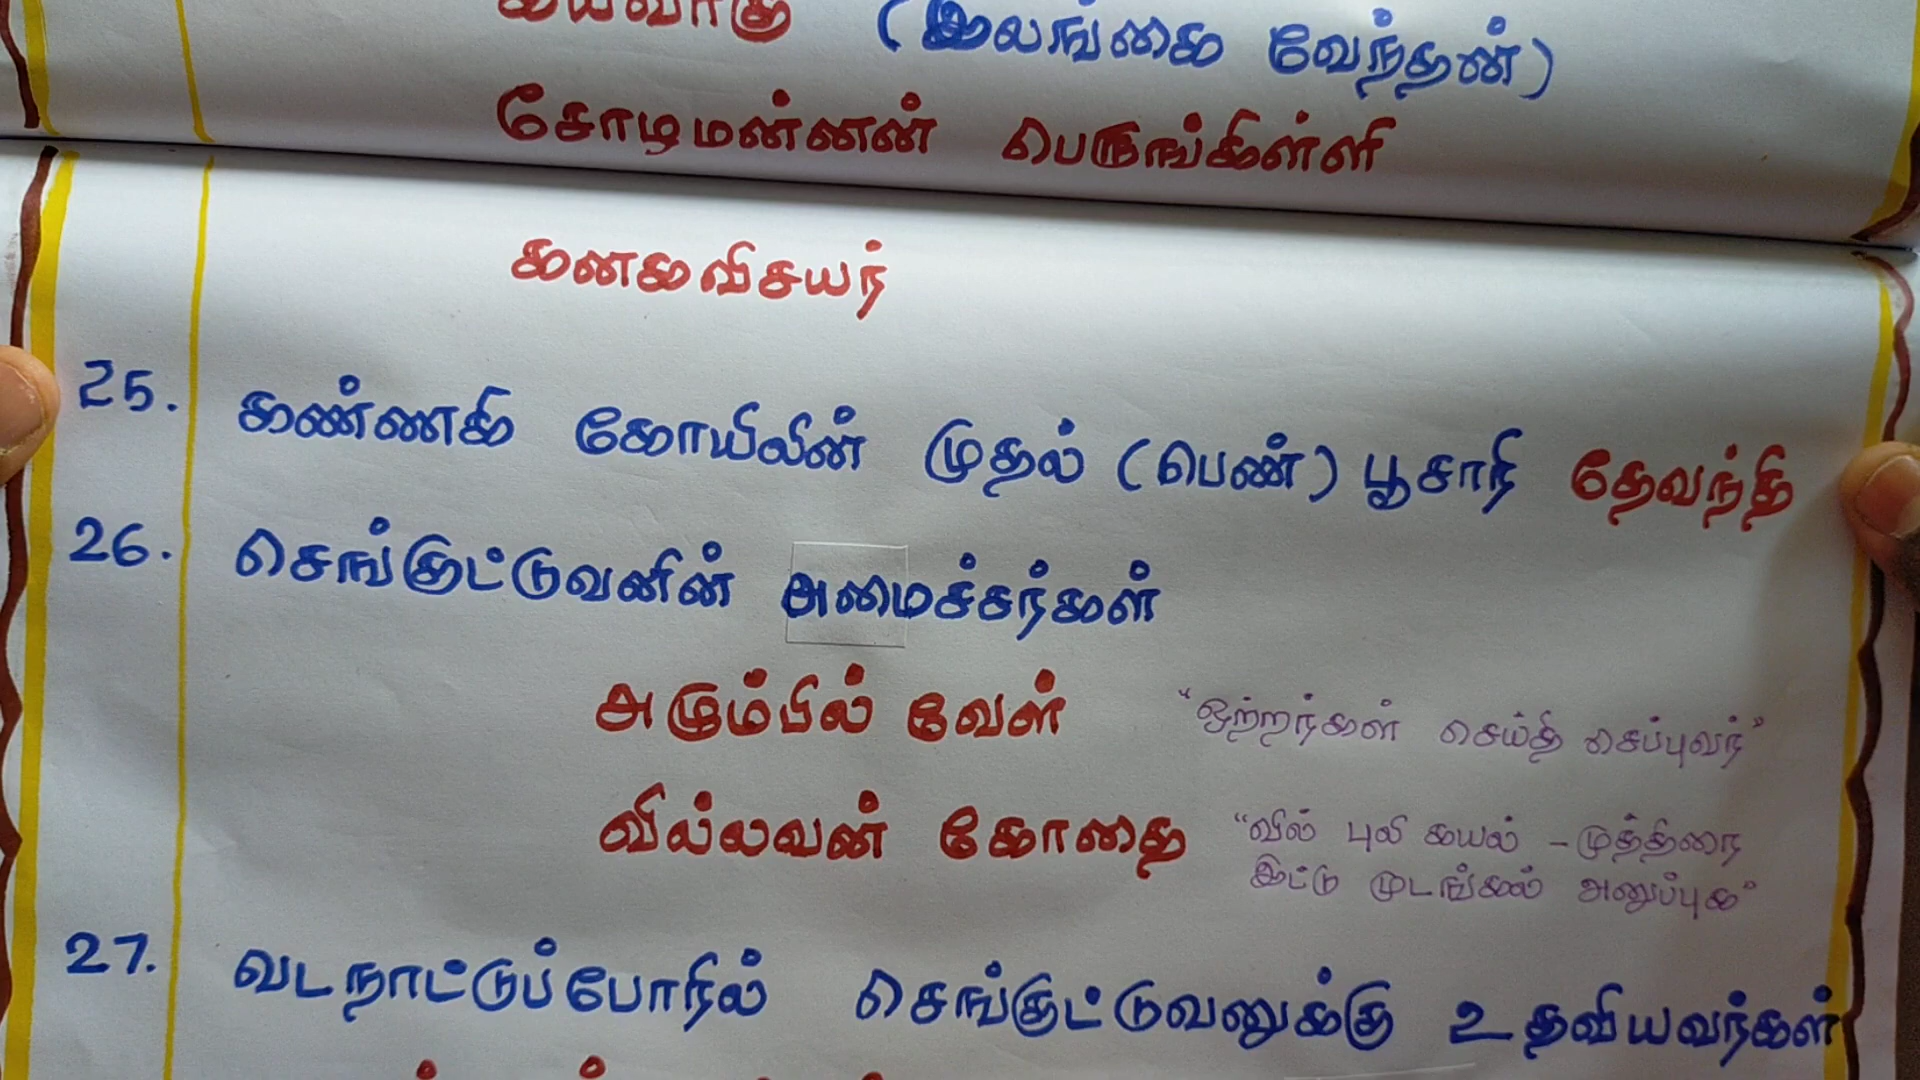 கயவாகு (இலங்கை வேந்தன்)
சோழமன்னன் பெருங்கிள்ளி
கனகவிசயர்
25. கண்ணகி கோயிலின் முதல் (பெண்) பூசாரி தேவந்தி
26. செங்குட்டுவனின் அமைச்சர்கள்
அழும்பில் வேள் "ஒற்றர்கள் செய்தி செப்புவர்"
வில்லவன் கோதை "வில் புலி கயல் - முத்திரை
இட்டு முடங்கல் அனுப்புக"
27. வடநாட்டுப்போரில் செங்குட்டுவனுக்கு உதவியவர்கள்